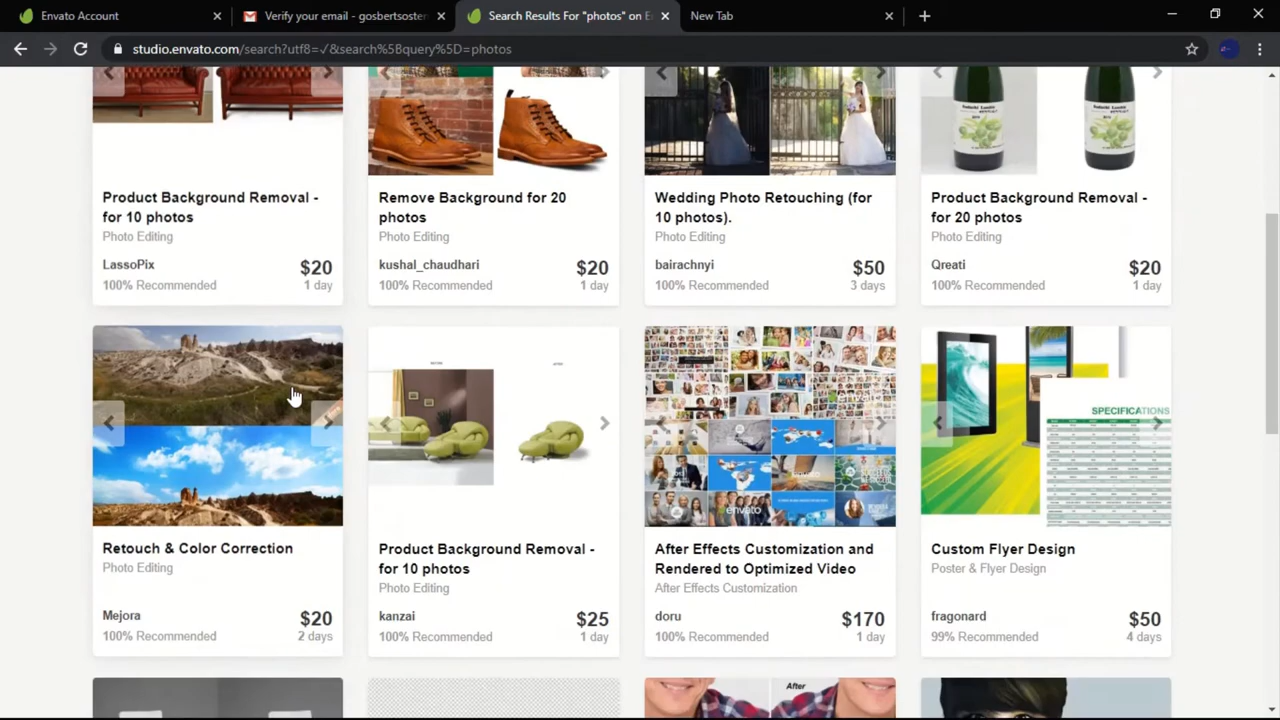 Envato Account
Verify your email - gosbertsoster
Search Results For "photos" on E
New Tab
studio.envato.com/search?utf8=✓&search%5Bquery%5D=photos
Product Background Removal -
for 10 photos
Photo Editing
LassoPix
$20
100% Recommended
1 day
Remove Background for 20
photos
Photo Editing
kushal_chaudhari
$20
100% Recommended
1 day
Wedding Photo Retouching (for
10 photos).
Photo Editing
bairachnyi
$50
100% Recommended
3 days
Product Background Removal -
for 20 photos
Photo Editing
Qreati
$20
100% Recommended
1 day
Retouch & Color Correction
Photo Editing
Mejora
$20
100% Recommended
2 days
Product Background Removal -
for 10 photos
Photo Editing
kanzai
$25
100% Recommended
1 day
envato
After Effects Customization and
Rendered to Optimized Video
After Effects Customization
doru
$170
100% Recommended
1 day
SPECIFICATIONS
Custom Flyer Design
Poster & Flyer Design
fragonard
$50
99% Recommended
4 days
After